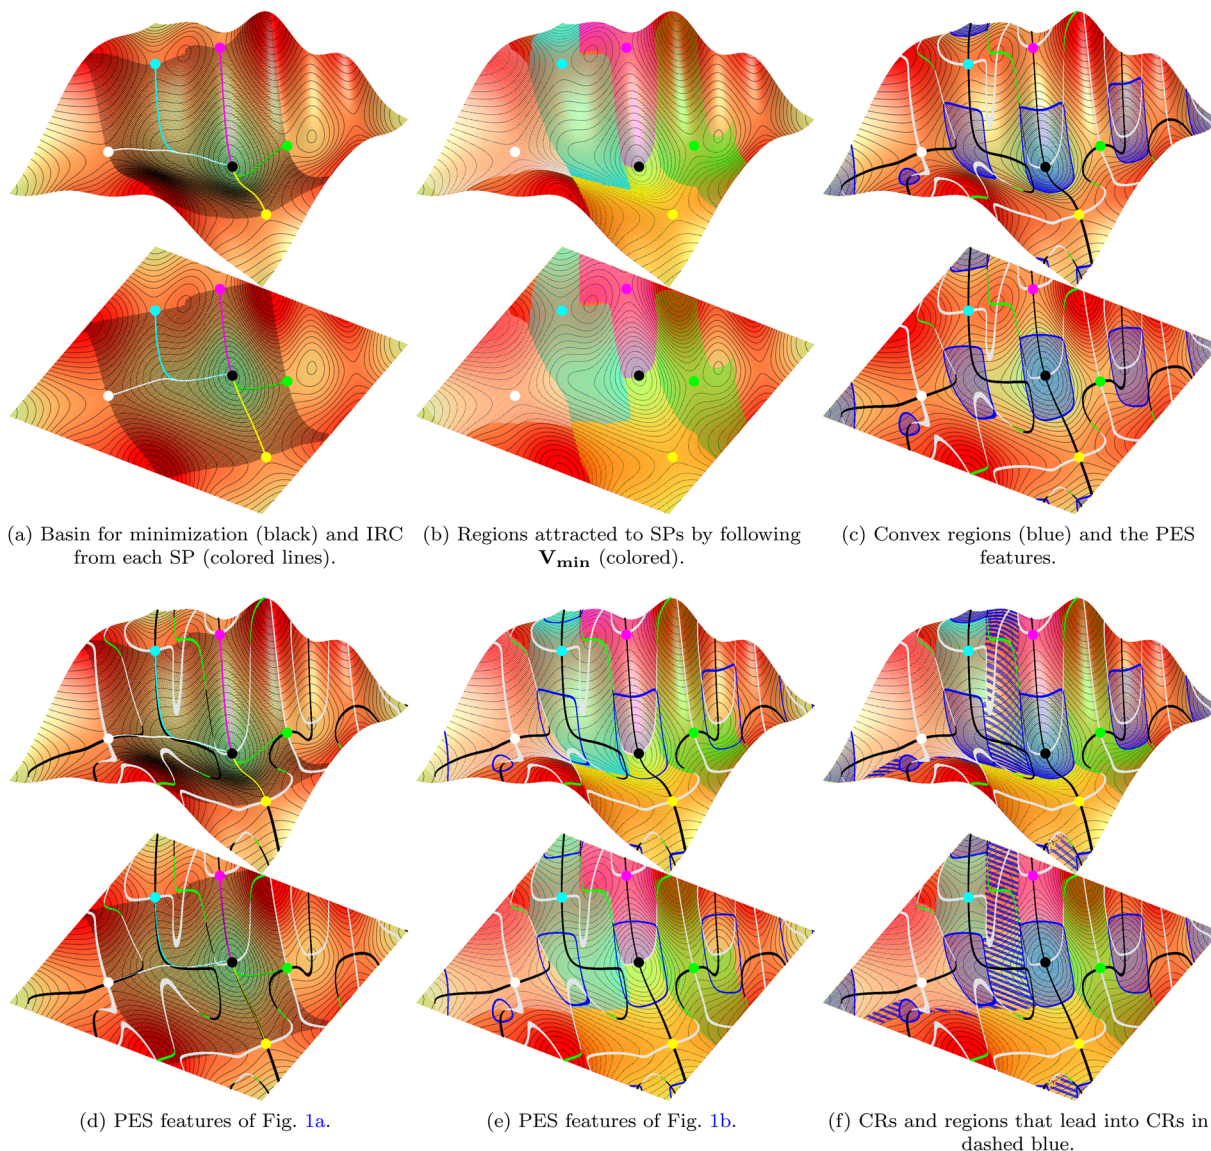 (a) Basin for minimization (black) and IRC
from each SP (colored lines).
(b) Regions attracted to SPs by following
V_min (colored).
(c) Convex regions (blue) and the PES
features.
(d) PES features of Fig. 1a.
(e) PES features of Fig. 1b.
(f) CRs and regions that lead into CRs in
dashed blue.